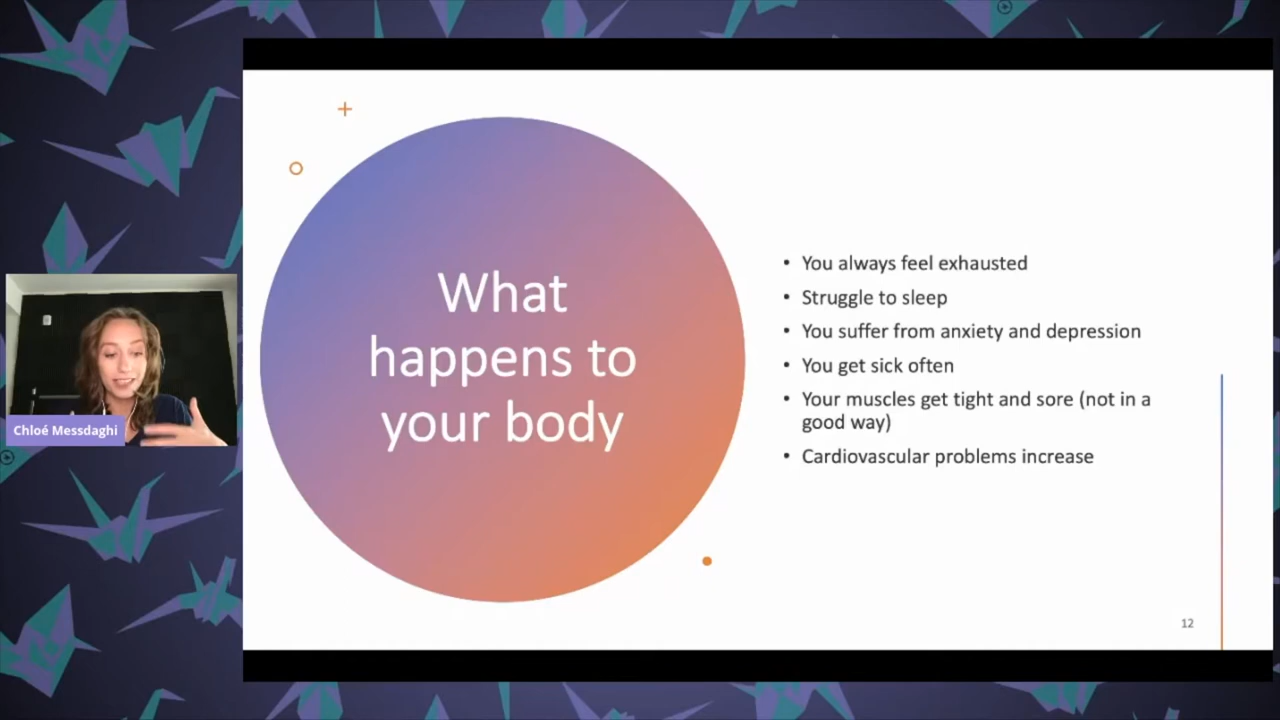 What
happens to
your body
• You always feel exhausted
• Struggle to sleep
• You suffer from anxiety and depression
• You get sick often
• Your muscles get tight and sore (not in a
good way)
• Cardiovascular problems increase
Chloé Messdaghi
12